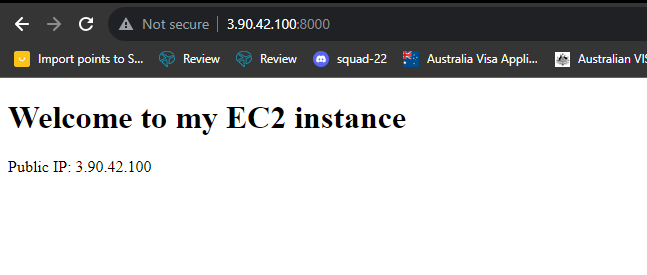 Not secure | 3.90.42.100:8000
Import points to S... Review Review squad-22 Australia Visa Appli... Australian VIS
Welcome to my EC2 instance
Public IP: 3.90.42.100